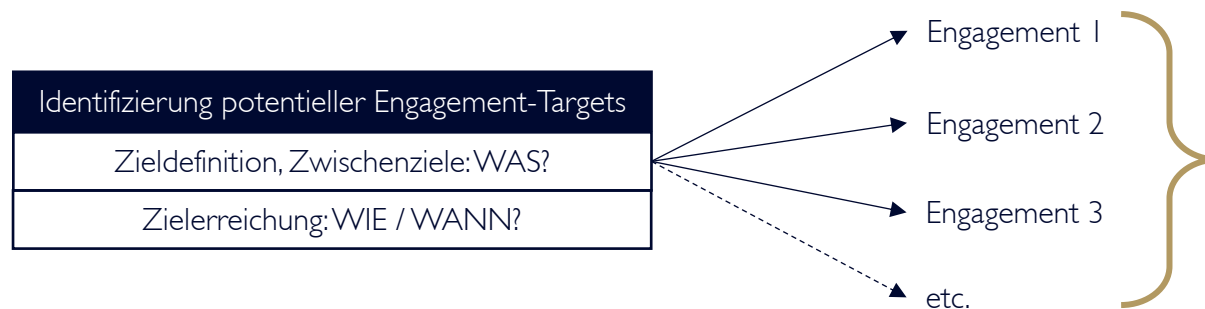 Identifizierung potentieller Engagement-Targets
Zieldefinition, Zwischenziele: WAS?
Zielerreichung: WIE / WANN?
Engagement 1
Engagement 2
Engagement 3
etc.